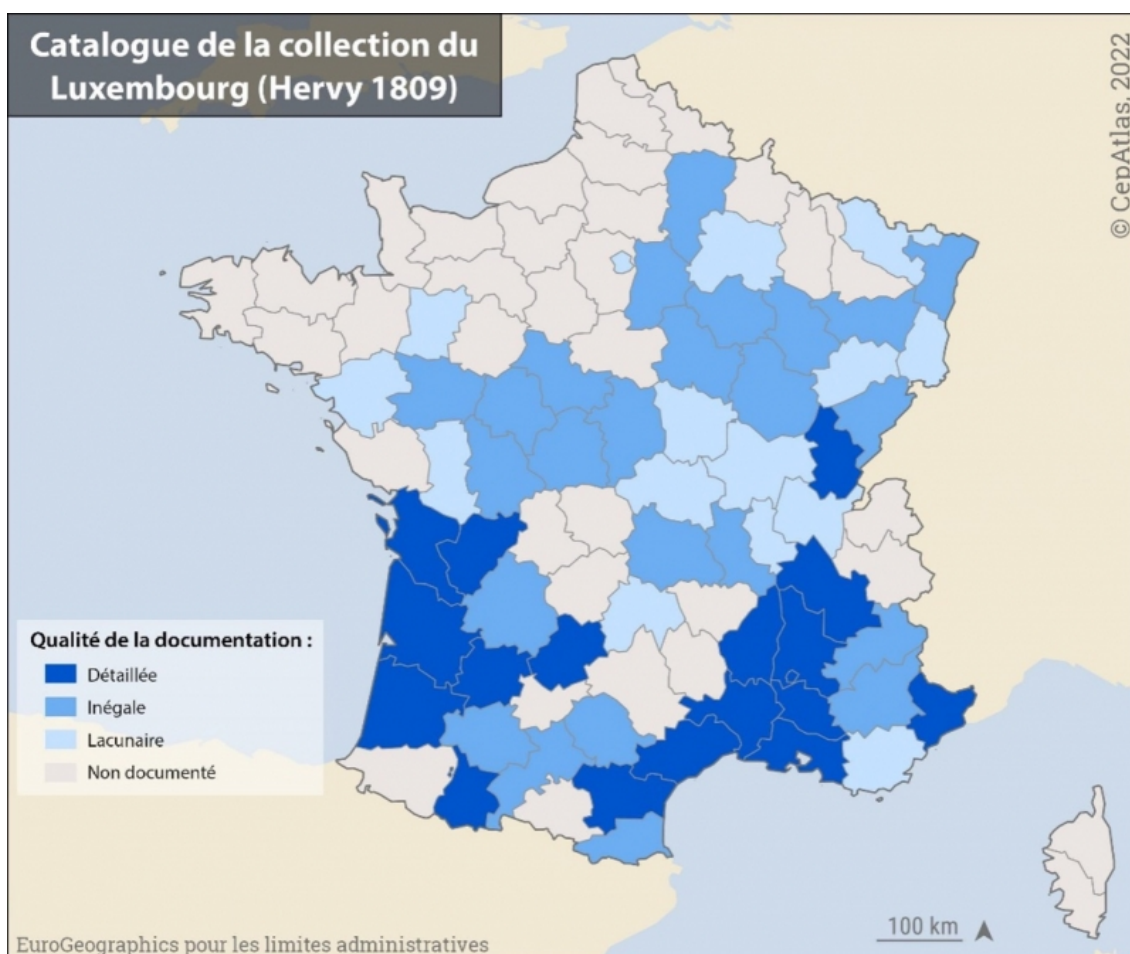 Catalogue de la collection du
Luxembourg (Hervy 1809)
© CepAtlas, 2022
Qualité de la documentation :
Détaillée
Inégale
Lacunaire
Non documenté
100 km
EuroGeographics pour les limites administratives